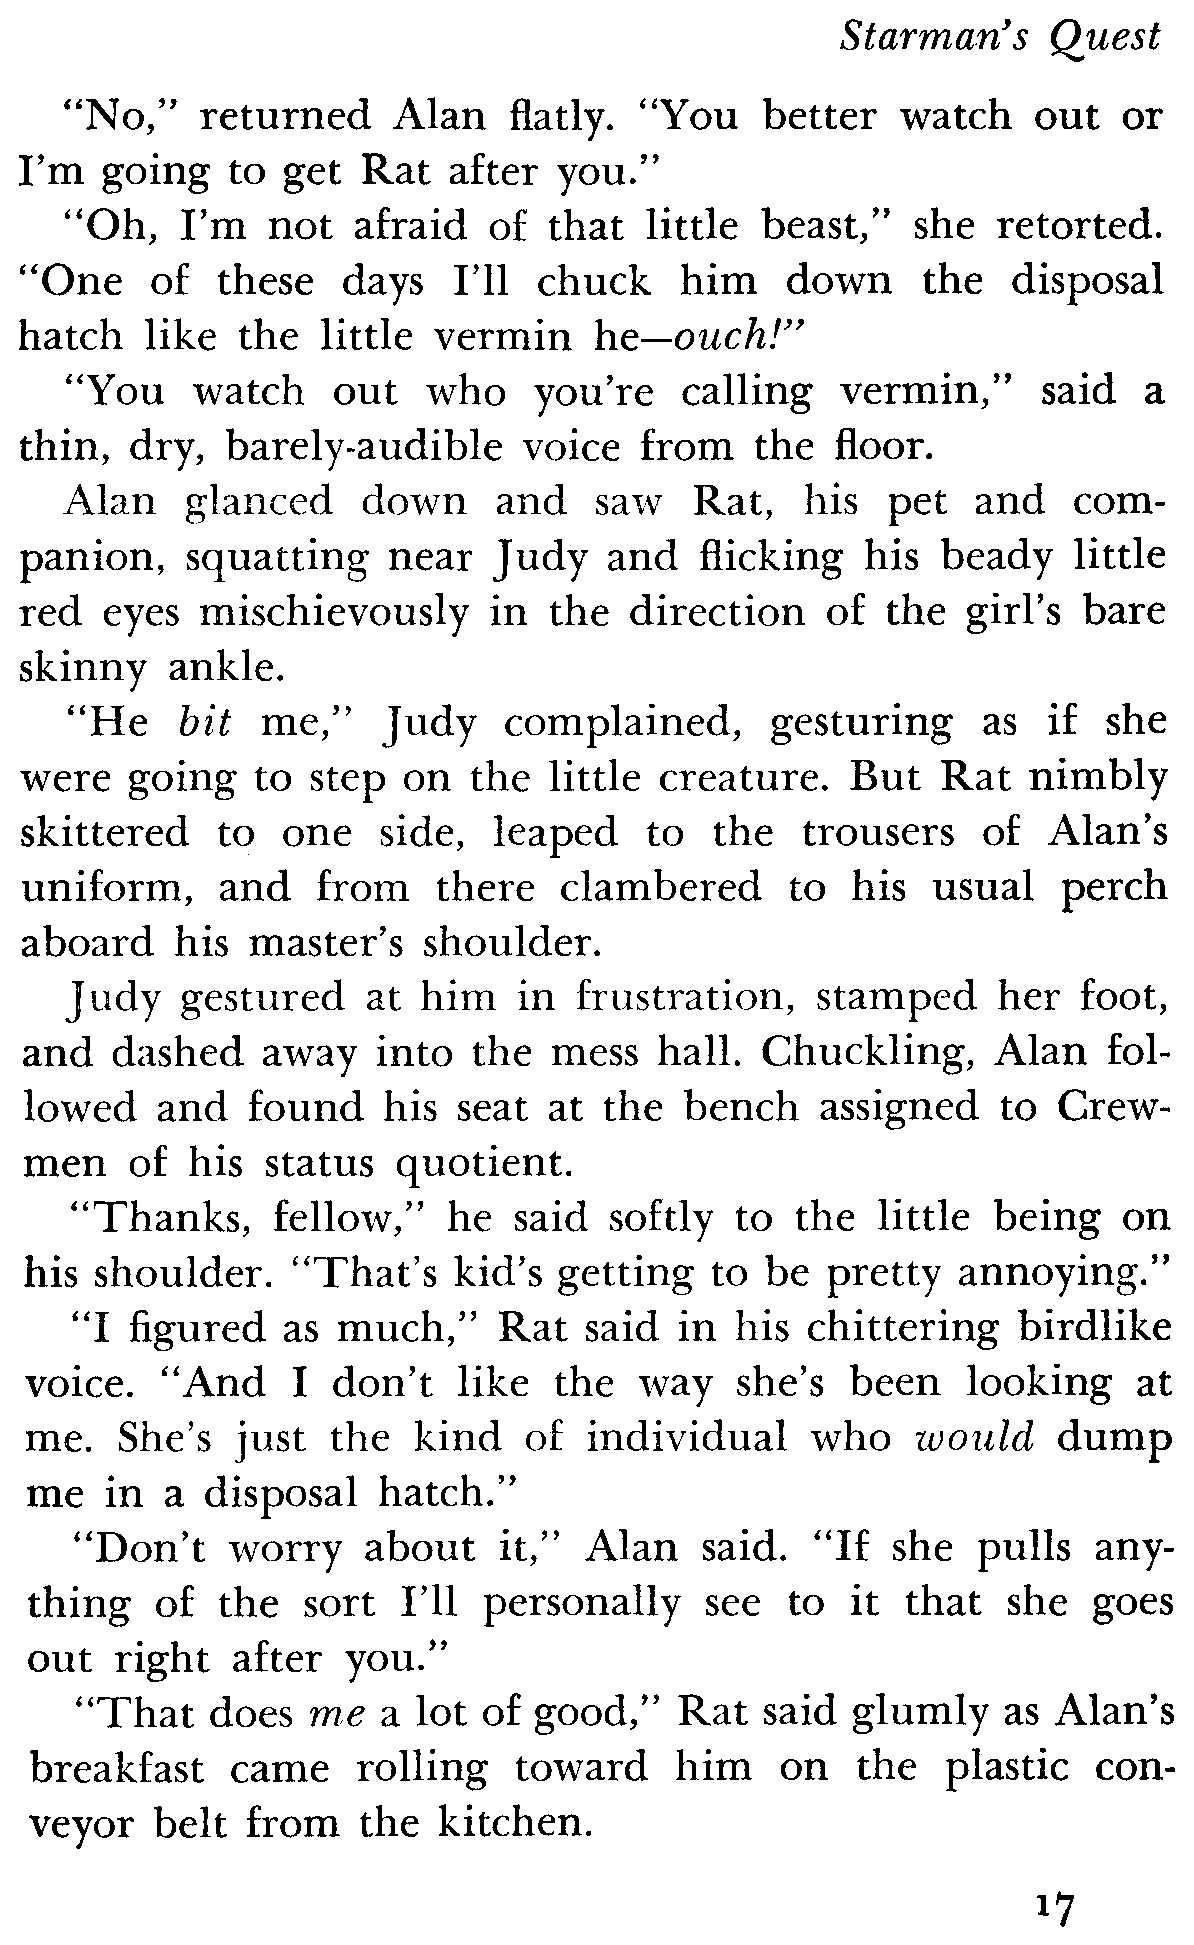 Starman's Quest
“No,” returned Alan flatly. “You better watch out or
I'm going to get Rat after you.”
“Oh, I'm not afraid of that little beast,” she retorted.
“One of these days I'll chuck him down the disposal
hatch like the little vermin he—ouch!”
“You watch out who you're calling vermin,” said a
thin, dry, barely-audible voice from the floor.
Alan glanced down and saw Rat, his pet and com-
panion, squatting near Judy and flicking his beady little
red eyes mischievously in the direction of the girl's bare
skinny ankle.
“He bit me,” Judy complained, gesturing as if she
were going to step on the little creature. But Rat nimbly
skittered to one side, leaped to the trousers of Alan's
uniform, and from there clambered to his usual perch
aboard his master's shoulder.
Judy gestured at him in frustration, stamped her foot,
and dashed away into the mess hall. Chuckling, Alan fol-
lowed and found his seat at the bench assigned to Crew-
men of his status quotient.
“Thanks, fellow,” he said softly to the little being on
his shoulder. “That's kid's getting to be pretty annoying.”
“I figured as much,” Rat said in his chittering birdlike
voice. “And I don't like the way she's been looking at
me. She's just the kind of individual who would dump
me in a disposal hatch.”
“Don't worry about it,” Alan said. “If she pulls any-
thing of the sort I'll personally see to it that she goes
out right after you.”
“That does me a lot of good,” Rat said glumly as Alan's
breakfast came rolling toward him on the plastic con-
veyor belt from the kitchen.
17